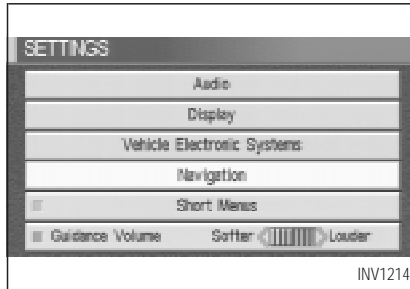 SETTINGS
Audio
Display
Vehicle Electronic Systems
Navigation
Short Menus
Guidance Volume Softer Louder
INV1214